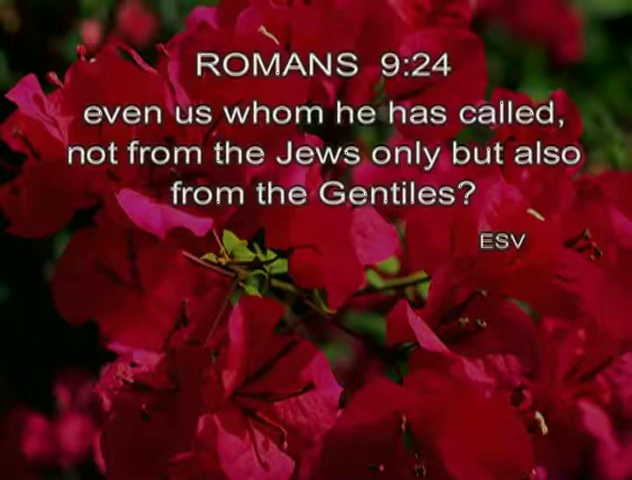 ROMANS 9:24
even us whom he has called,
not from the Jews only but also
from the Gentiles?
ESV